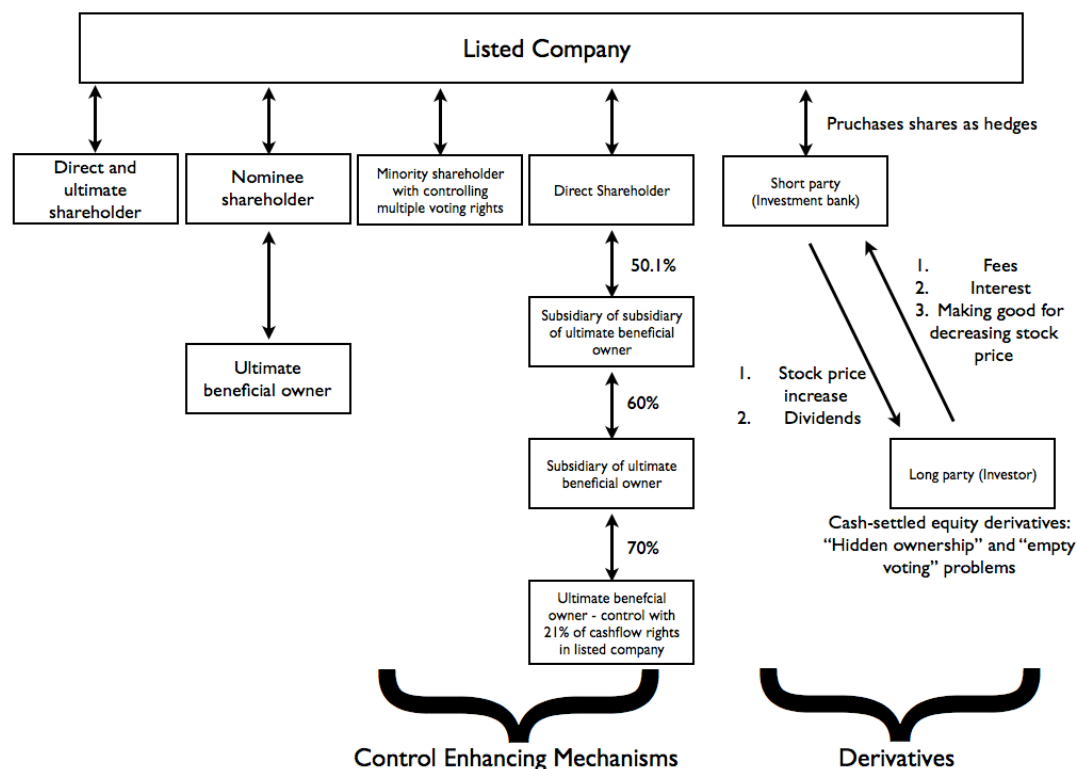 Listed Company
Pruchases shares as hedges
Direct and
ultimate
shareholder
Nominee
shareholder
Minority shareholder
with controlling
multiple voting rights
Direct Shareholder
Short party
(Investment bank)
50.1%
1. Fees
2. Interest
3. Making good for
decreasing stock
price
Subsidiary of subsidiary
of ultimate beneficial
owner
Ultimate
beneficial owner
1. Stock price
increase
2. Dividends
60%
Subsidiary of ultimate
beneficial owner
Long party (Investor)
Cash-settled equity derivatives:
“Hidden ownership” and “empty
voting” problems
70%
Ultimate benefcial
owner - control with
21% of cashflow rights
in listed company
Control Enhancing Mechanisms
Derivatives